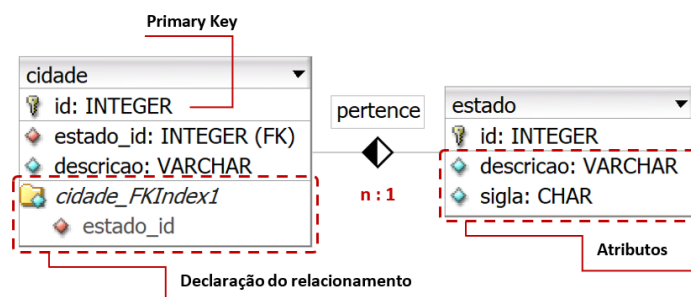 Primary Key
cidade
id: INTEGER
estado_id: INTEGER (FK)
descricao: VARCHAR
cidade_FKIndex1
estado_id
Declaração do relacionamento
pertence
n : 1
estado
id: INTEGER
descricao: VARCHAR
sigla: CHAR
Atributos